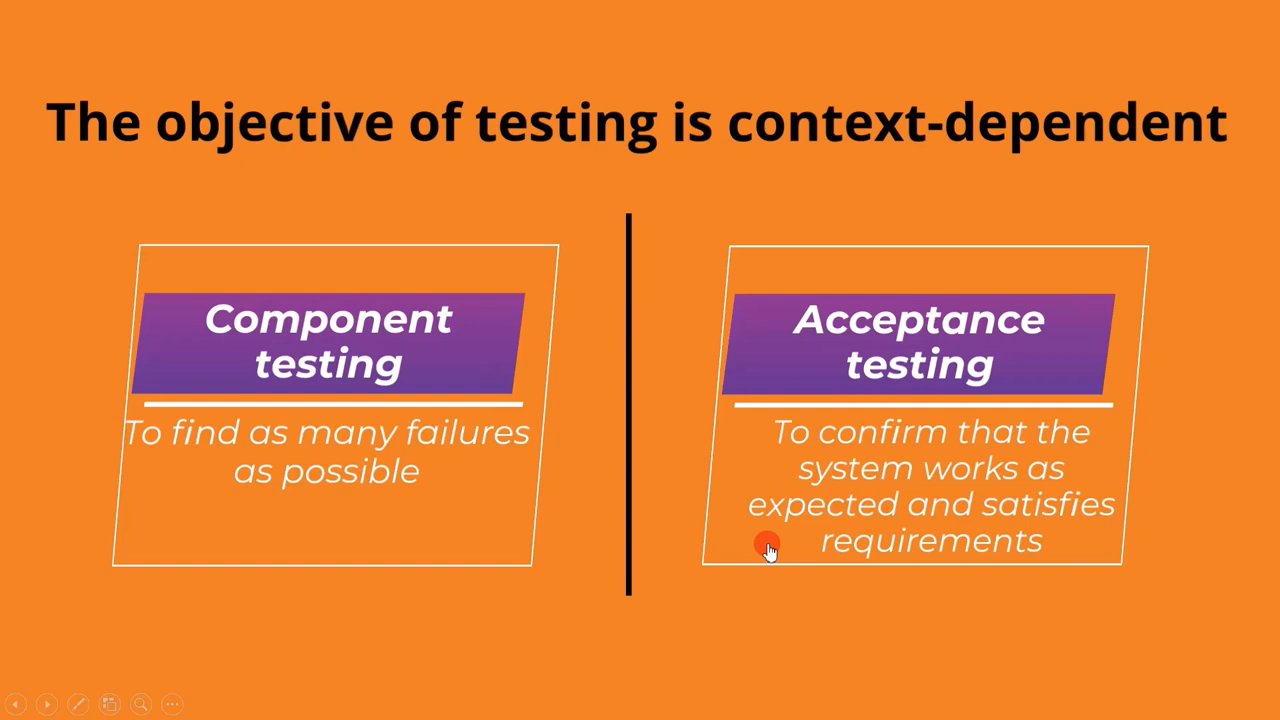 The objective of testing is context-dependent
Component
testing
To find as many failures
as possible
Acceptance
testing
To confirm that the
system works as
expected and satisfies
requirements